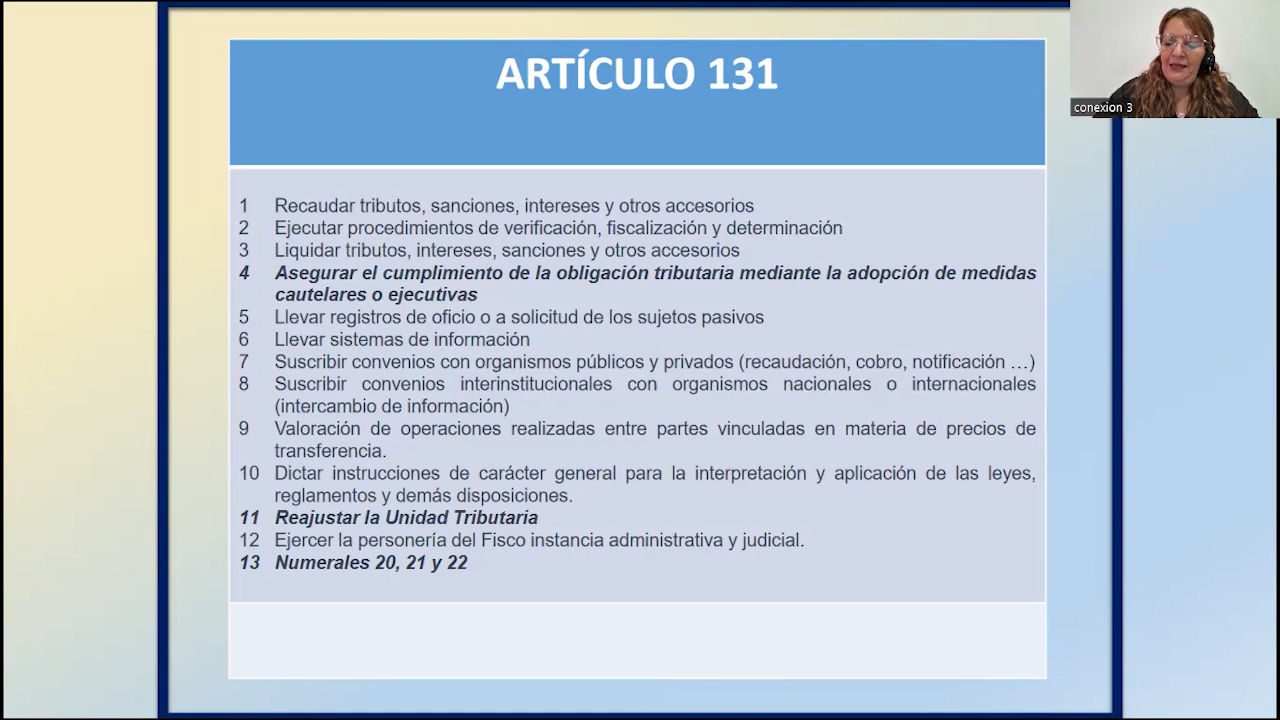 ARTÍCULO 131
conexion 3
1 Recaudar tributos, sanciones, intereses y otros accesorios
2 Ejecutar procedimientos de verificación, fiscalización y determinación
3 Liquidar tributos, intereses, sanciones y otros accesorios
4 Asegurar el cumplimiento de la obligación tributaria mediante la adopción de medidas
cautelares o ejecutivas
5 Llevar registros de oficio o a solicitud de los sujetos pasivos
6 Llevar sistemas de información
7 Suscribir convenios con organismos públicos y privados (recaudación, cobro, notificación …)
8 Suscribir convenios interinstitucionales con organismos nacionales o internacionales
(intercambio de información)
9 Valoración de operaciones realizadas entre partes vinculadas en materia de precios de
transferencia.
10 Dictar instrucciones de carácter general para la interpretación y aplicación de las leyes,
reglamentos y demás disposiciones.
11 Reajustar la Unidad Tributaria
12 Ejercer la personería del Fisco instancia administrativa y judicial.
13 Numerales 20, 21 y 22